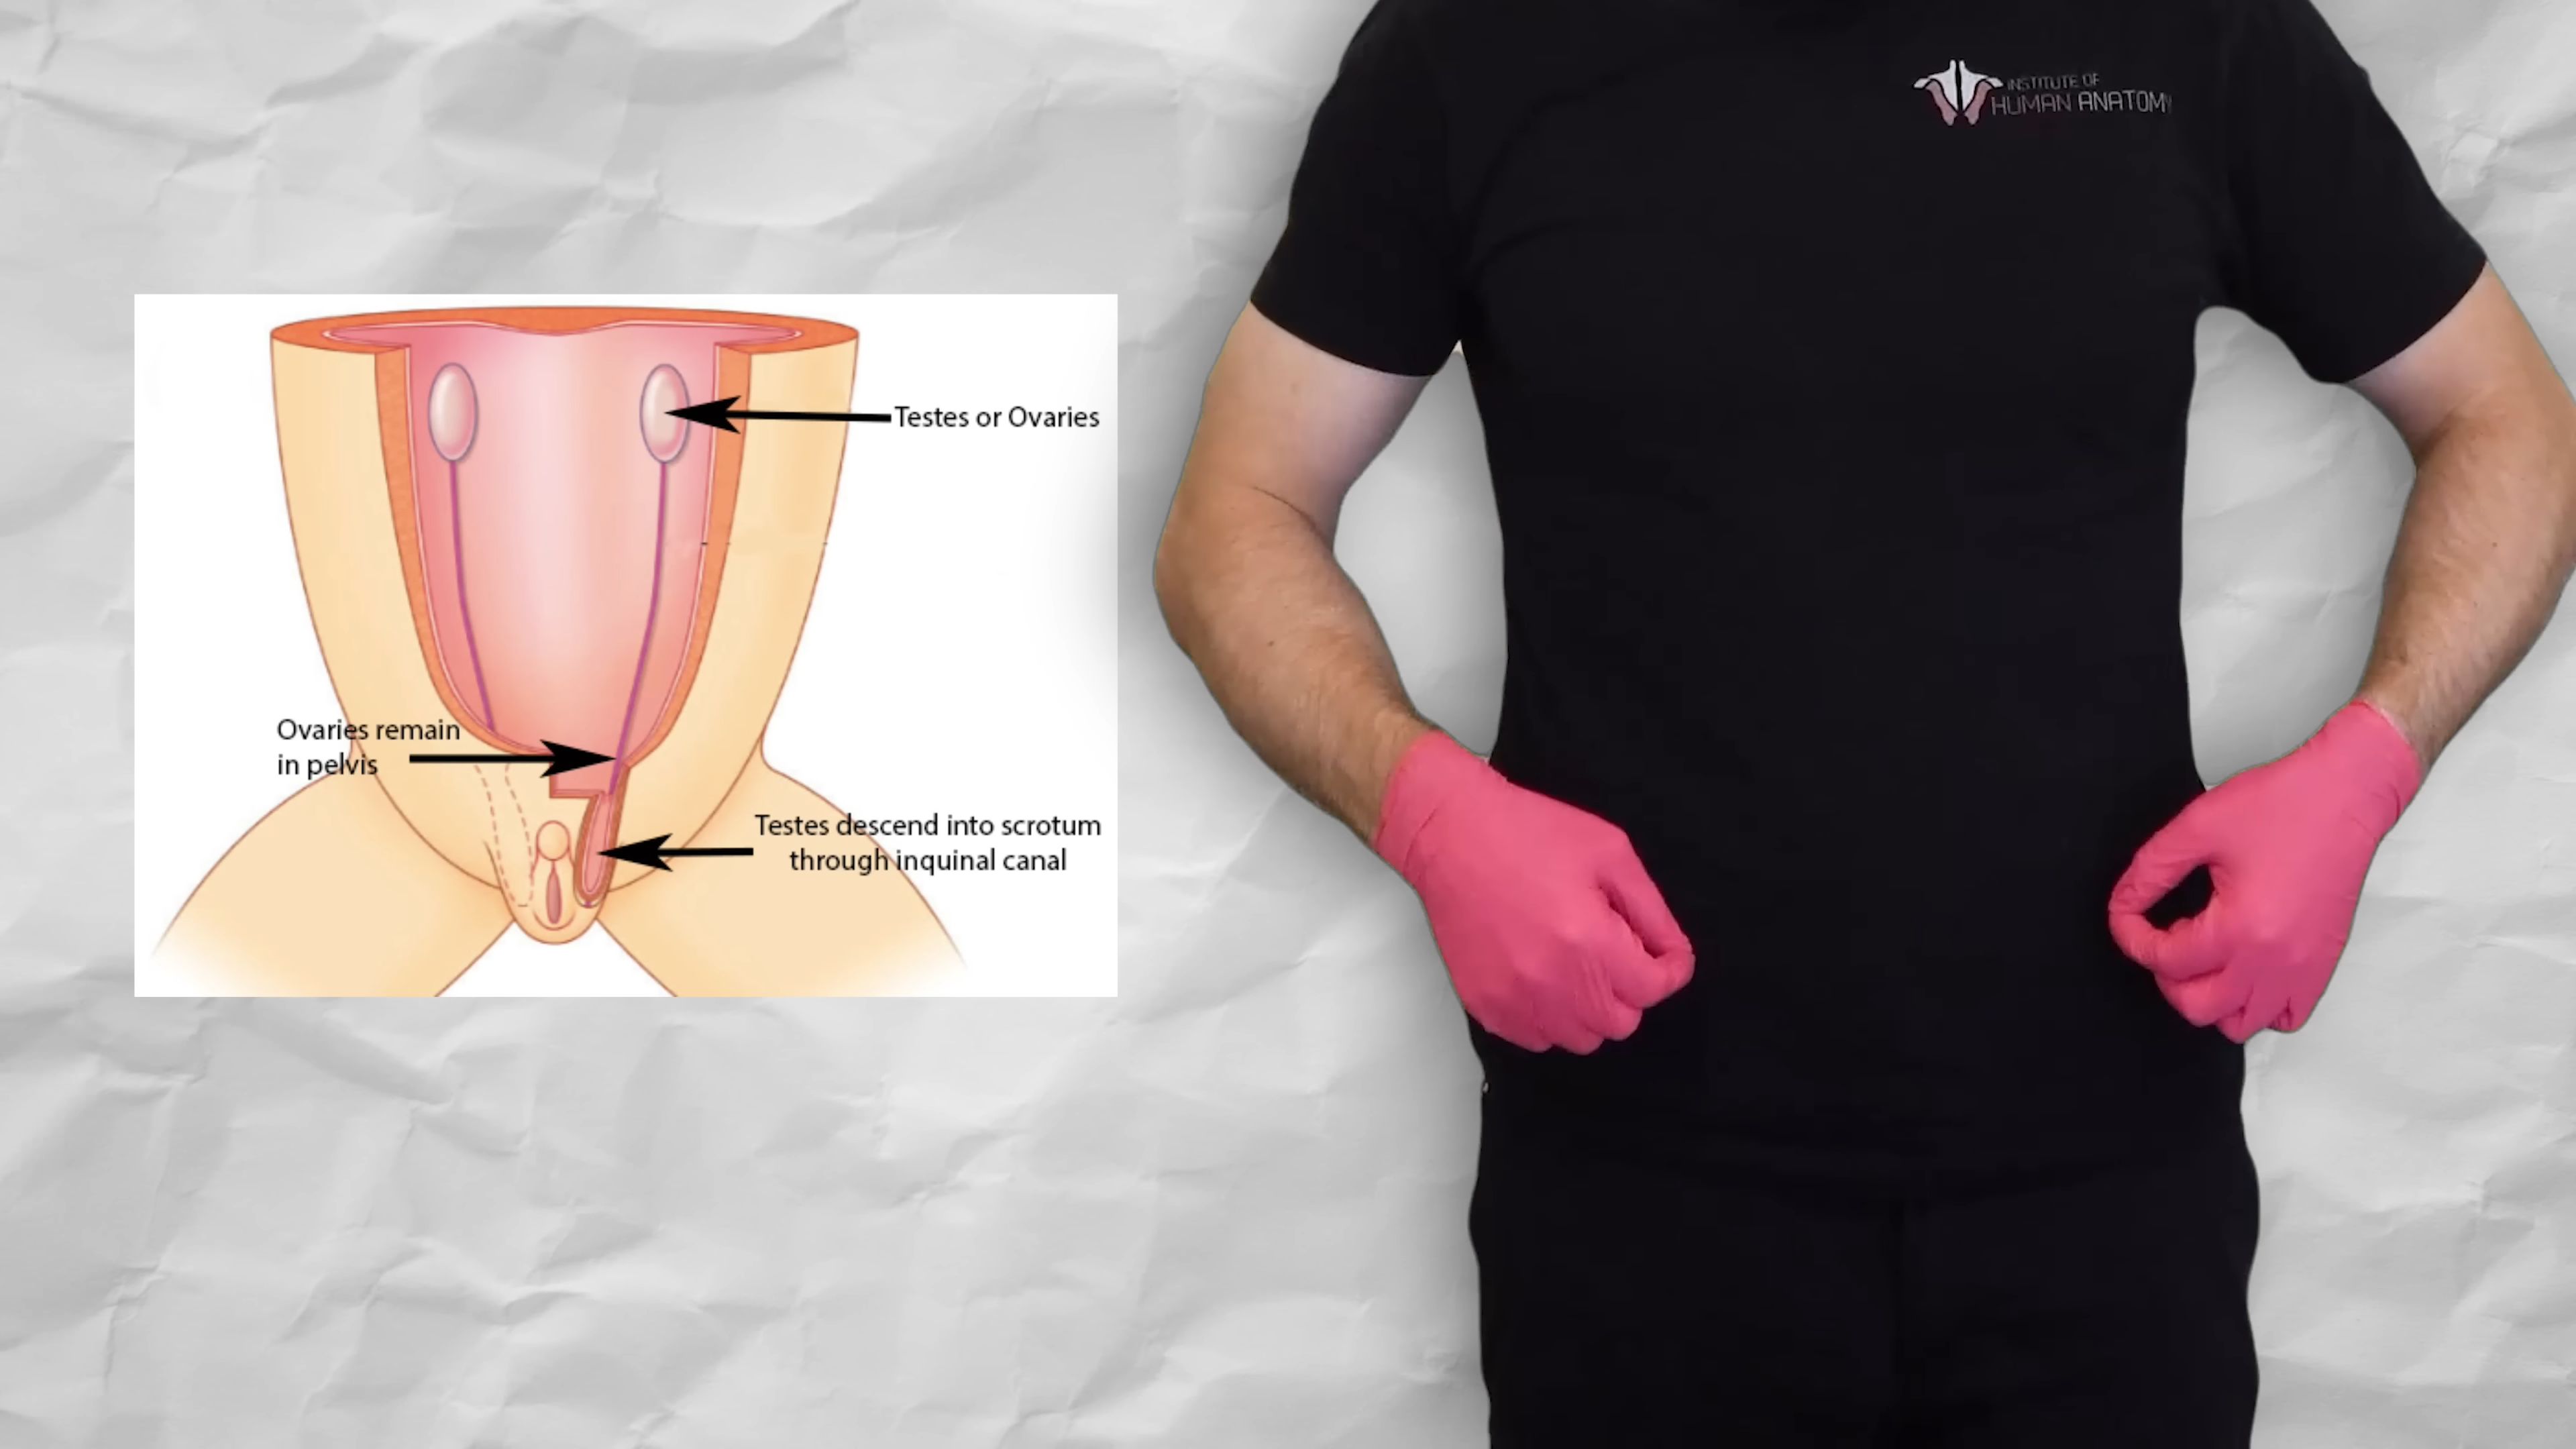 INSTITUTE OF
HUMAN ANATOMY
Testes or Ovaries
Ovaries remain
in pelvis
Testes descend into scrotum
through inquinal canal